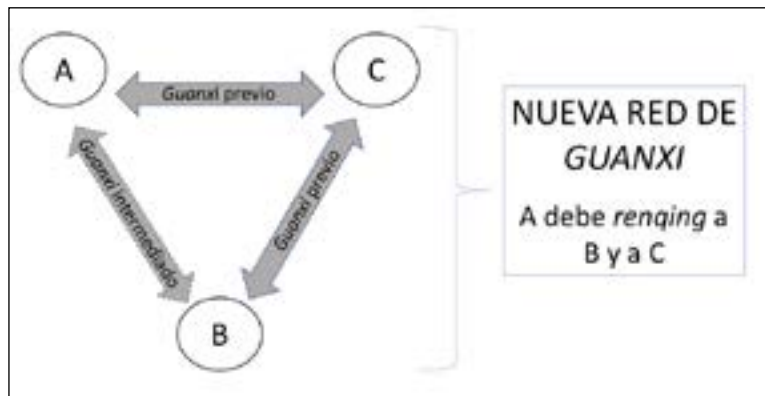 A
C
Guanxi previo
Guanxi intermediado
Guanxi previo
B
NUEVA RED DE
GUANXI
A debe renqing a
B y a C